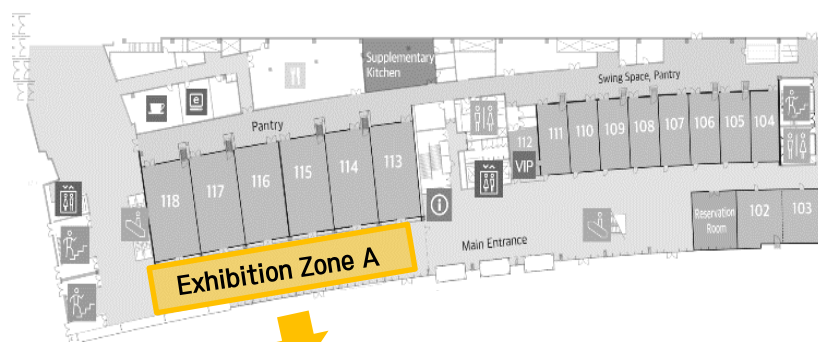 Supplementary
Kitchen
Swing Space, Pantry
e
Pantry
118
117
116
115
114
113
112
VIP
111
110
109
108
107
106
105
104
i
Reservation
Room
102
103
Main Entrance
Exhibition Zone A